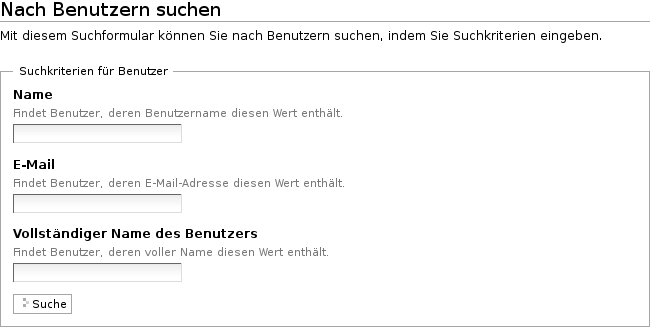 Nach Benutzern suchen
Mit diesem Suchformular können Sie nach Benutzern suchen, indem Sie Suchkriterien eingeben.
Suchkriterien für Benutzer
Name
Findet Benutzer, deren Benutzername diesen Wert enthält.
E-Mail
Findet Benutzer, deren E-Mail-Adresse diesen Wert enthält.
Vollständiger Name des Benutzers
Findet Benutzer, deren voller Name diesen Wert enthält.
Suche